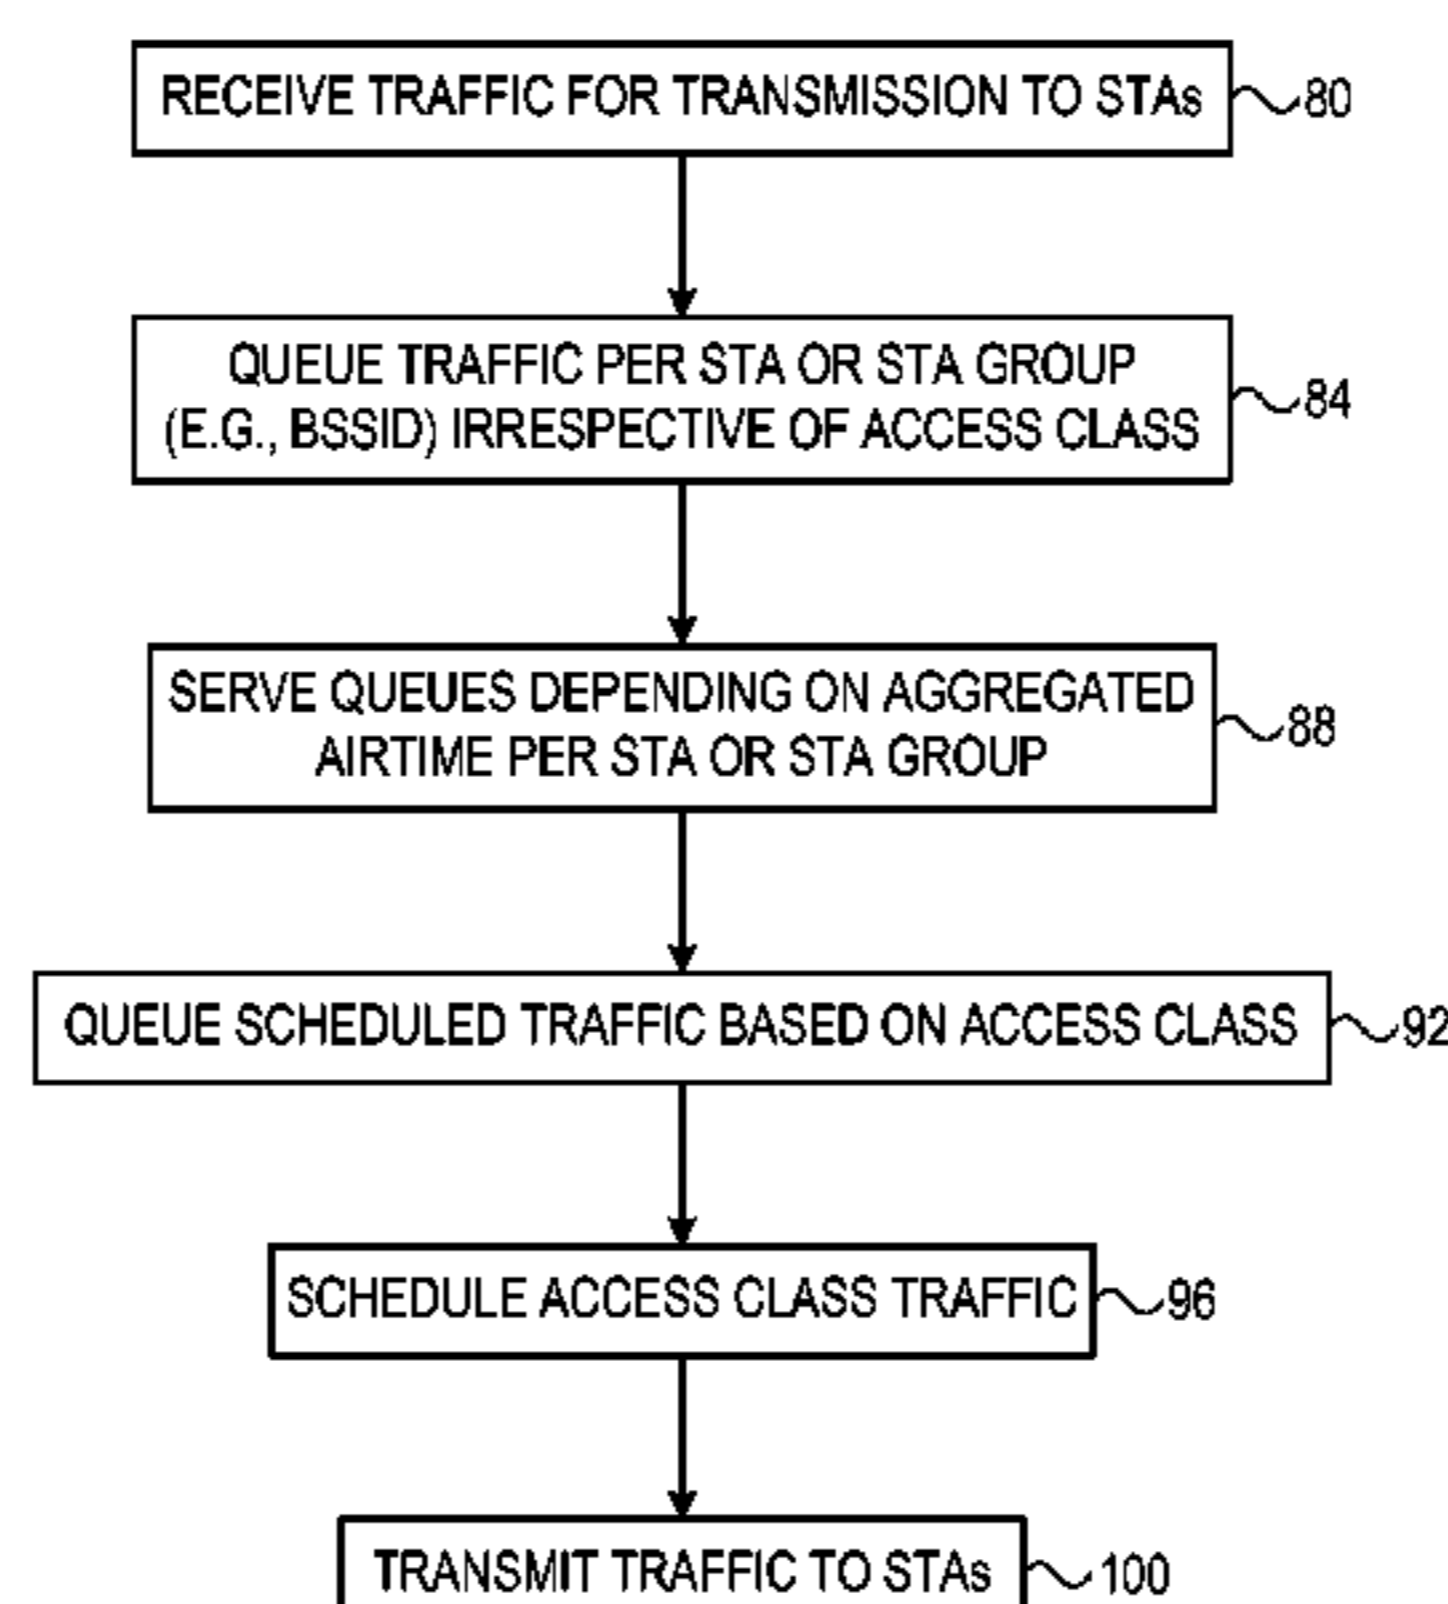 RECEIVE TRAFFIC FOR TRANSMISSION TO STAs 80
QUEUE TRAFFIC PER STA OR STA GROUP
(E.G., BSSID) IRRESPECTIVE OF ACCESS CLASS 84
SERVE QUEUES DEPENDING ON AGGREGATED
AIRTIME PER STA OR STA GROUP 88
QUEUE SCHEDULED TRAFFIC BASED ON ACCESS CLASS 92
SCHEDULE ACCESS CLASS TRAFFIC 96
TRANSMIT TRAFFIC TO STAs 100